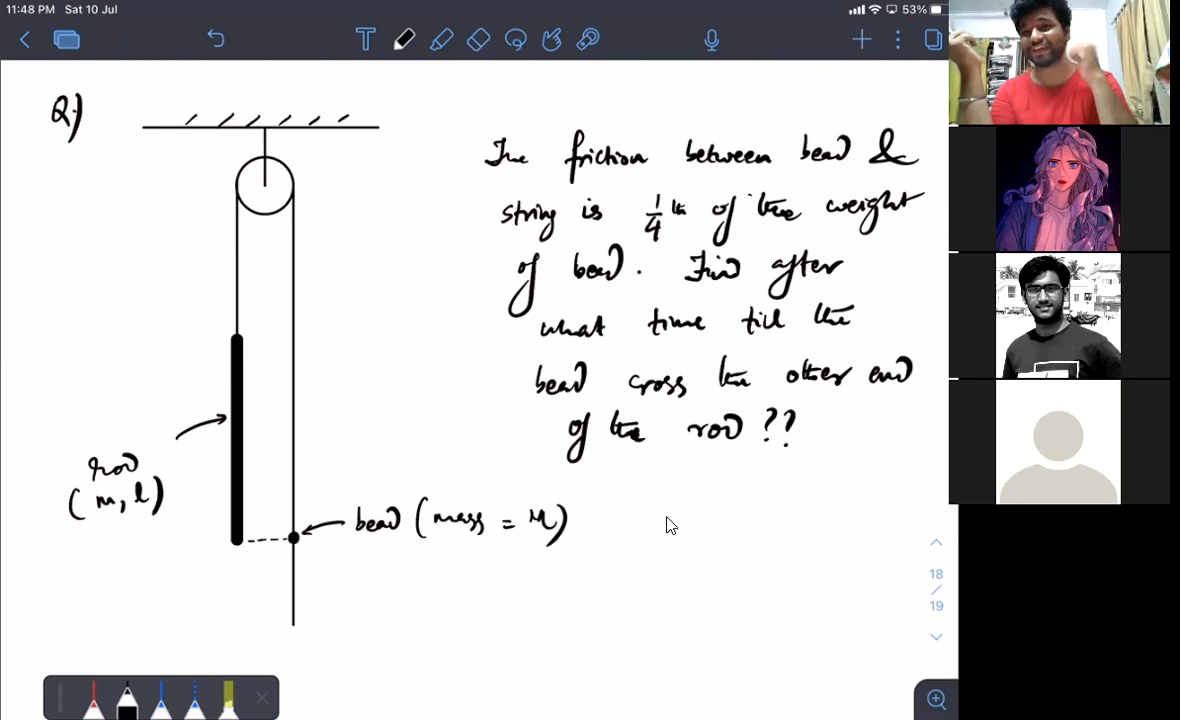 11:48 PM Sat 10 Jul
53%
T
Q)
The friction between bead &
string is 1/4 th of the weight
of bead. Find after
what time till the
bead cross the other end
of the rod ??
rod
(m, l)
bead (mass = M)
18
/
19